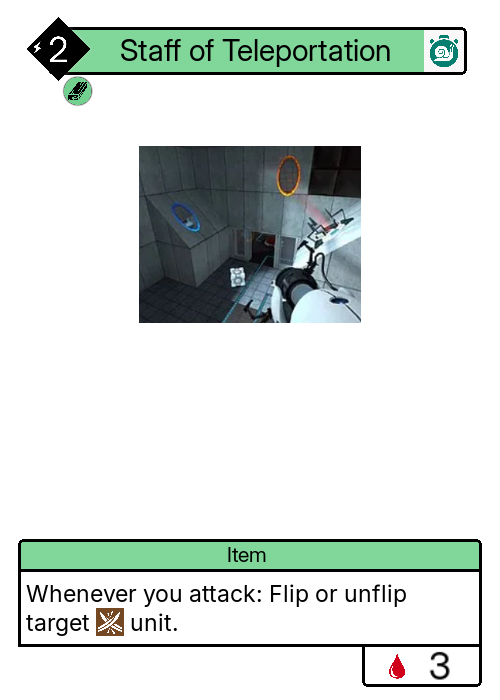 2
Staff of Teleportation
Item
Whenever you attack: Flip or unflip
target unit.
3